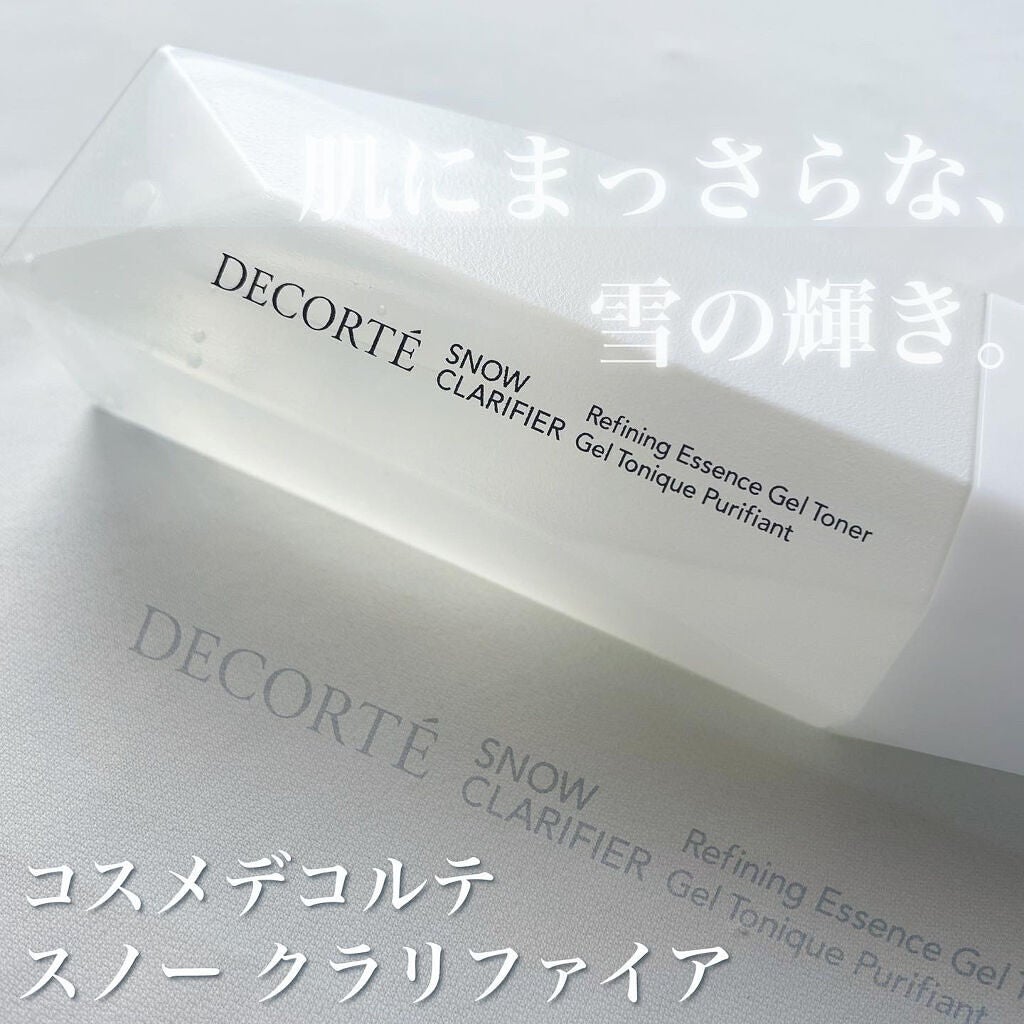 肌にまっさらな、
雪の輝き。
DECORTÉ
SNOW
CLARIFIER
Refining Essence Gel Toner
Gel Tonique Purifiant
DECORTÉ
SNOW
CLARIFIER
Refining Essence Gel
Gel Tonique Purifiant
コスメデコルテ
スノー クラリファイア